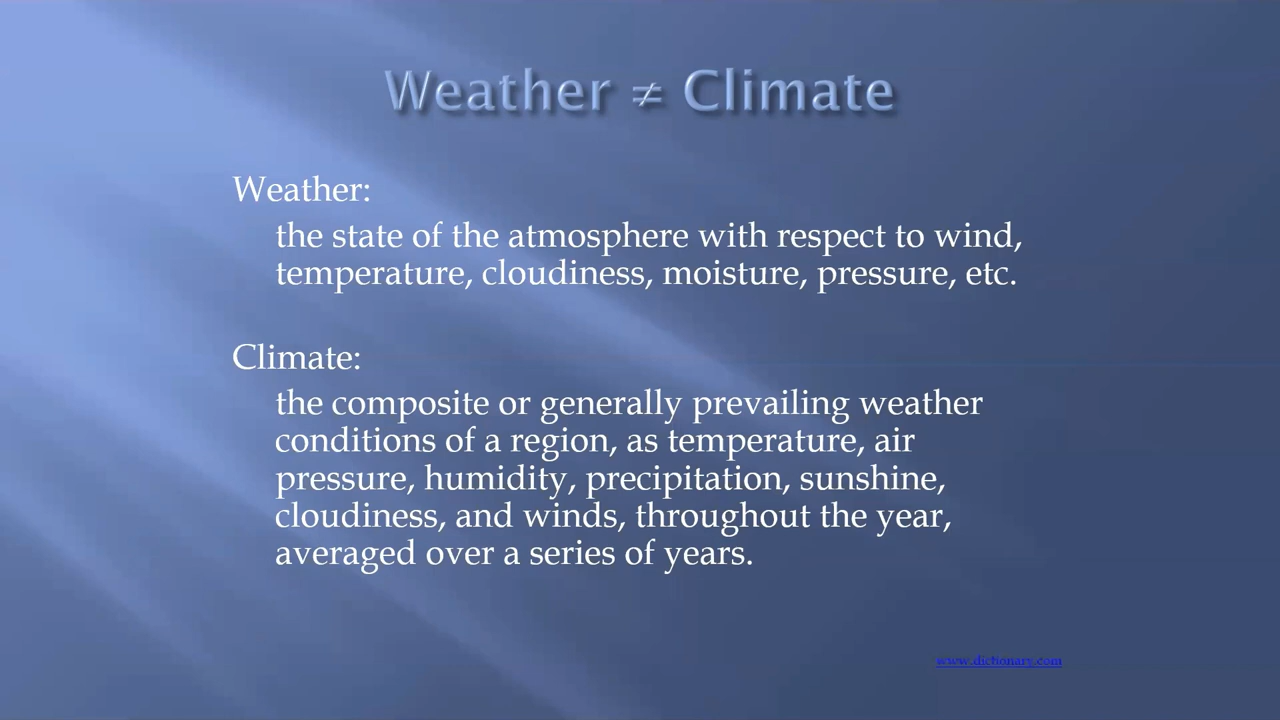 Weather ≠ Climate
Weather:
the state of the atmosphere with respect to wind,
temperature, cloudiness, moisture, pressure, etc.
Climate:
the composite or generally prevailing weather
conditions of a region, as temperature, air
pressure, humidity, precipitation, sunshine,
cloudiness, and winds, throughout the year,
averaged over a series of years.
www.dictionary.com